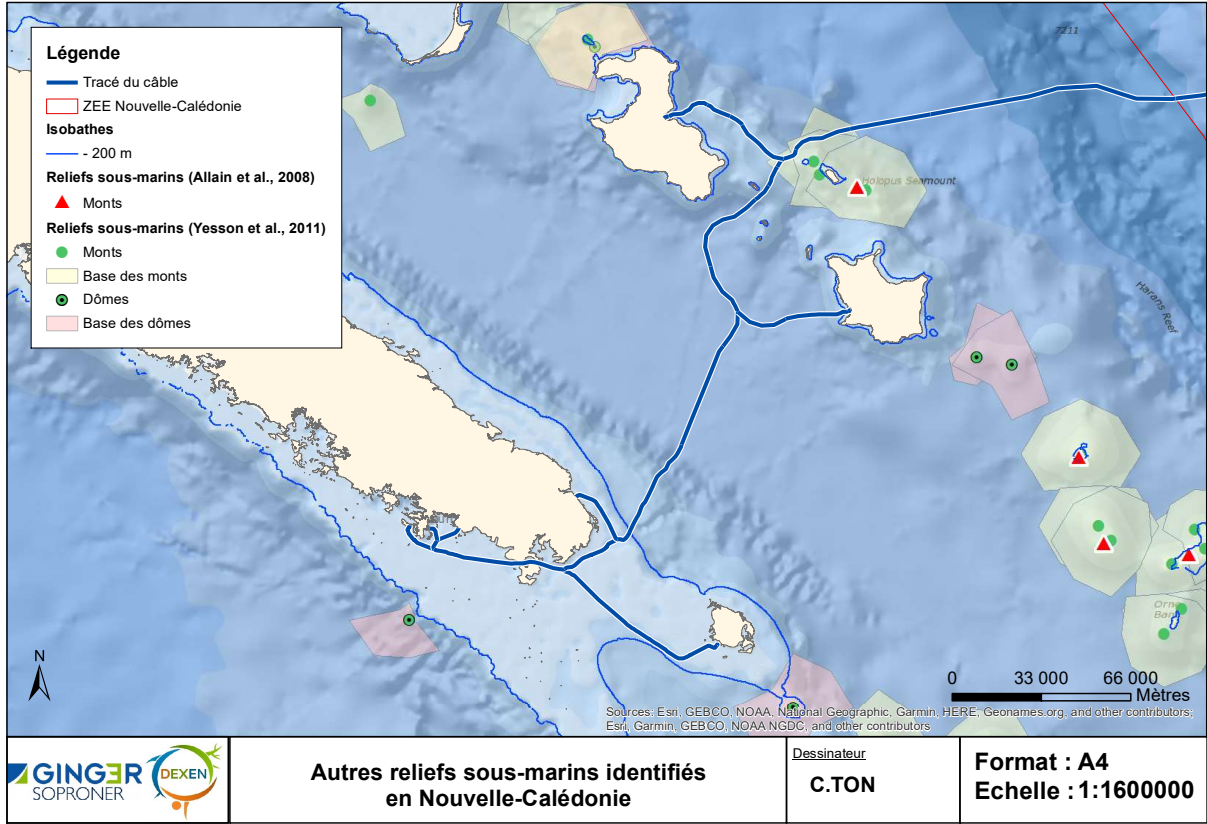 Légende
Tracé du câble
ZEE Nouvelle-Calédonie
Isobathes
- 200 m
Reliefs sous-marins (Allain et al., 2008)
Monts
Reliefs sous-marins (Yesson et al., 2011)
Monts
Base des monts
Dômes
Base des dômes
7211
Holopus Seamount
Harans Reef
N
0 33 000 66 000
Mètres
Sources: Esri, GEBCO, NOAA, National Geographic, Garmin, HERE, Geonames.org, and other contributors;
Esri, Garmin, GEBCO, NOAA NGDC, and other contributors
GINGER
SOPRONER
DEXEN
Autres reliefs sous-marins identifiés
en Nouvelle-Calédonie
Dessinateur
C.TON
Format : A4
Echelle : 1:1600000